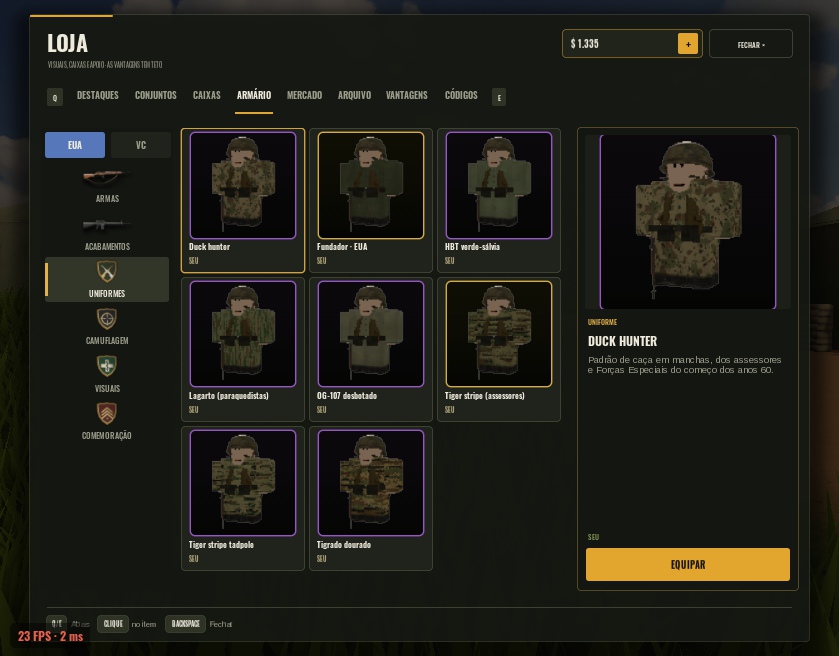 LOJA
VISUAIS, CAIXAS E APOIO · AS VANTAGENS TÊM TETO
$ 1.335
+
FECHAR ×
Q
DESTAQUES
CONJUNTOS
CAIXAS
ARMÁRIO
MERCADO
ARQUIVO
VANTAGENS
CÓDIGOS
E
EUA
VC
ARMAS
ACABAMENTOS
UNIFORMES
CAMUFLAGEM
VISUAIS
COMEMORAÇÃO
Duck hunter
SEU
Fundador · EUA
SEU
HBT verde-sálvia
SEU
Lagarto (paraquedistas)
SEU
OG-107 desbotado
SEU
Tiger stripe (assessores)
SEU
Tiger stripe tadpole
SEU
Tigrado dourado
SEU
UNIFORME
DUCK HUNTER
Padrão de caça em manchas, dos assessores
e Forças Especiais do começo dos anos 60.
SEU
EQUIPAR
Q/E Abas CLIQUE no item BACKSPACE Fechar
23 FPS · 2 ms